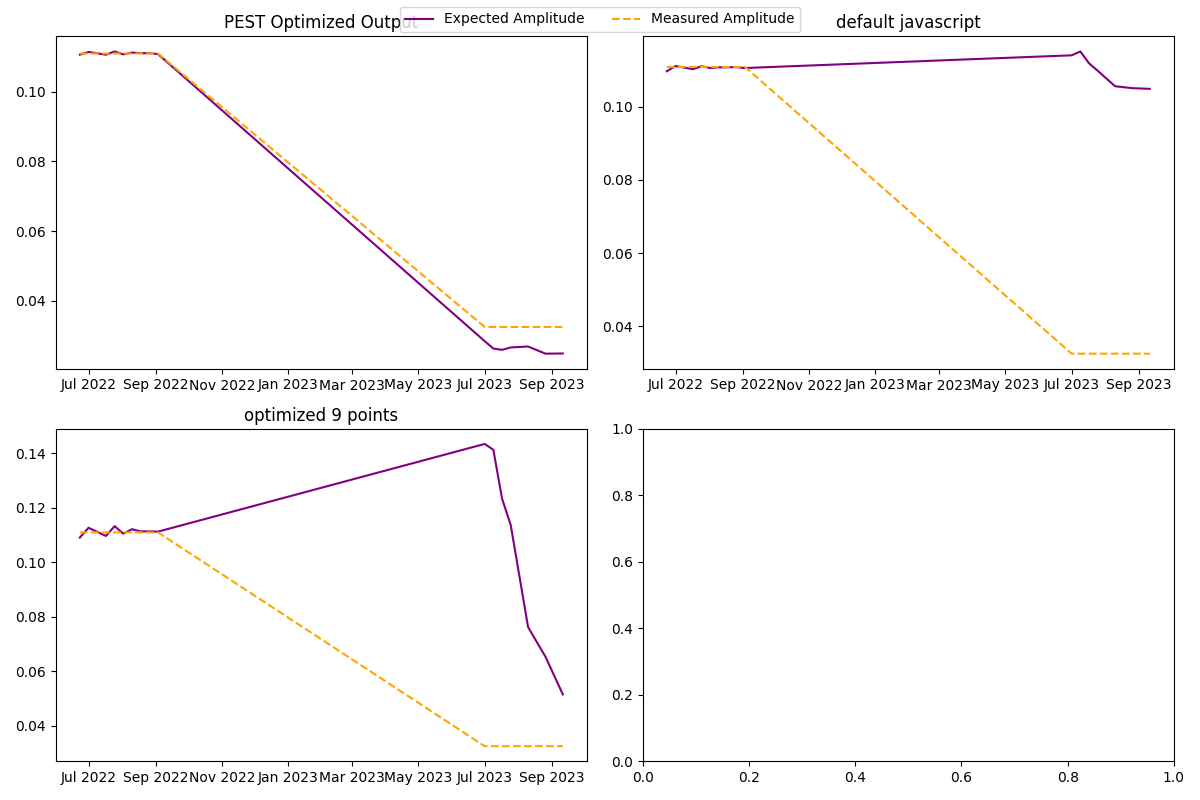 Expected Amplitude Measured Amplitude
PEST Optimized Output
0.10
0.08
0.06
0.04
Jul 2022 Sep 2022 Nov 2022 Jan 2023 Mar 2023 May 2023 Jul 2023 Sep 2023
default javascript
0.10
0.08
0.06
0.04
Jul 2022 Sep 2022 Nov 2022 Jan 2023 Mar 2023 May 2023 Jul 2023 Sep 2023
optimized 9 points
0.14
0.12
0.10
0.08
0.06
0.04
Jul 2022 Sep 2022 Nov 2022 Jan 2023 Mar 2023 May 2023 Jul 2023 Sep 2023
1.0
0.8
0.6
0.4
0.2
0.0
0.0 0.2 0.4 0.6 0.8 1.0